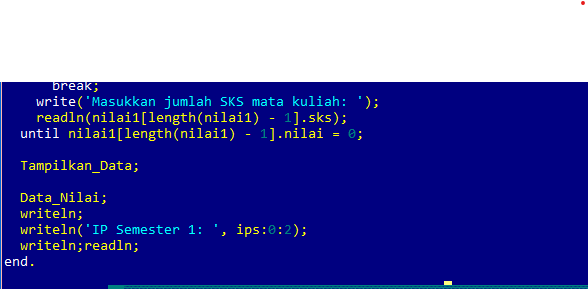 break;
write('Masukkan jumlah SKS mata kuliah: ');
readln(nilai1[length(nilai1) - 1].sks);
until nilai1[length(nilai1) - 1].nilai = 0;
Tampilkan_Data;
Data_Nilai;
writeln;
writeln('IP Semester 1: ', ips:0:2);
writeln;readln;
end.